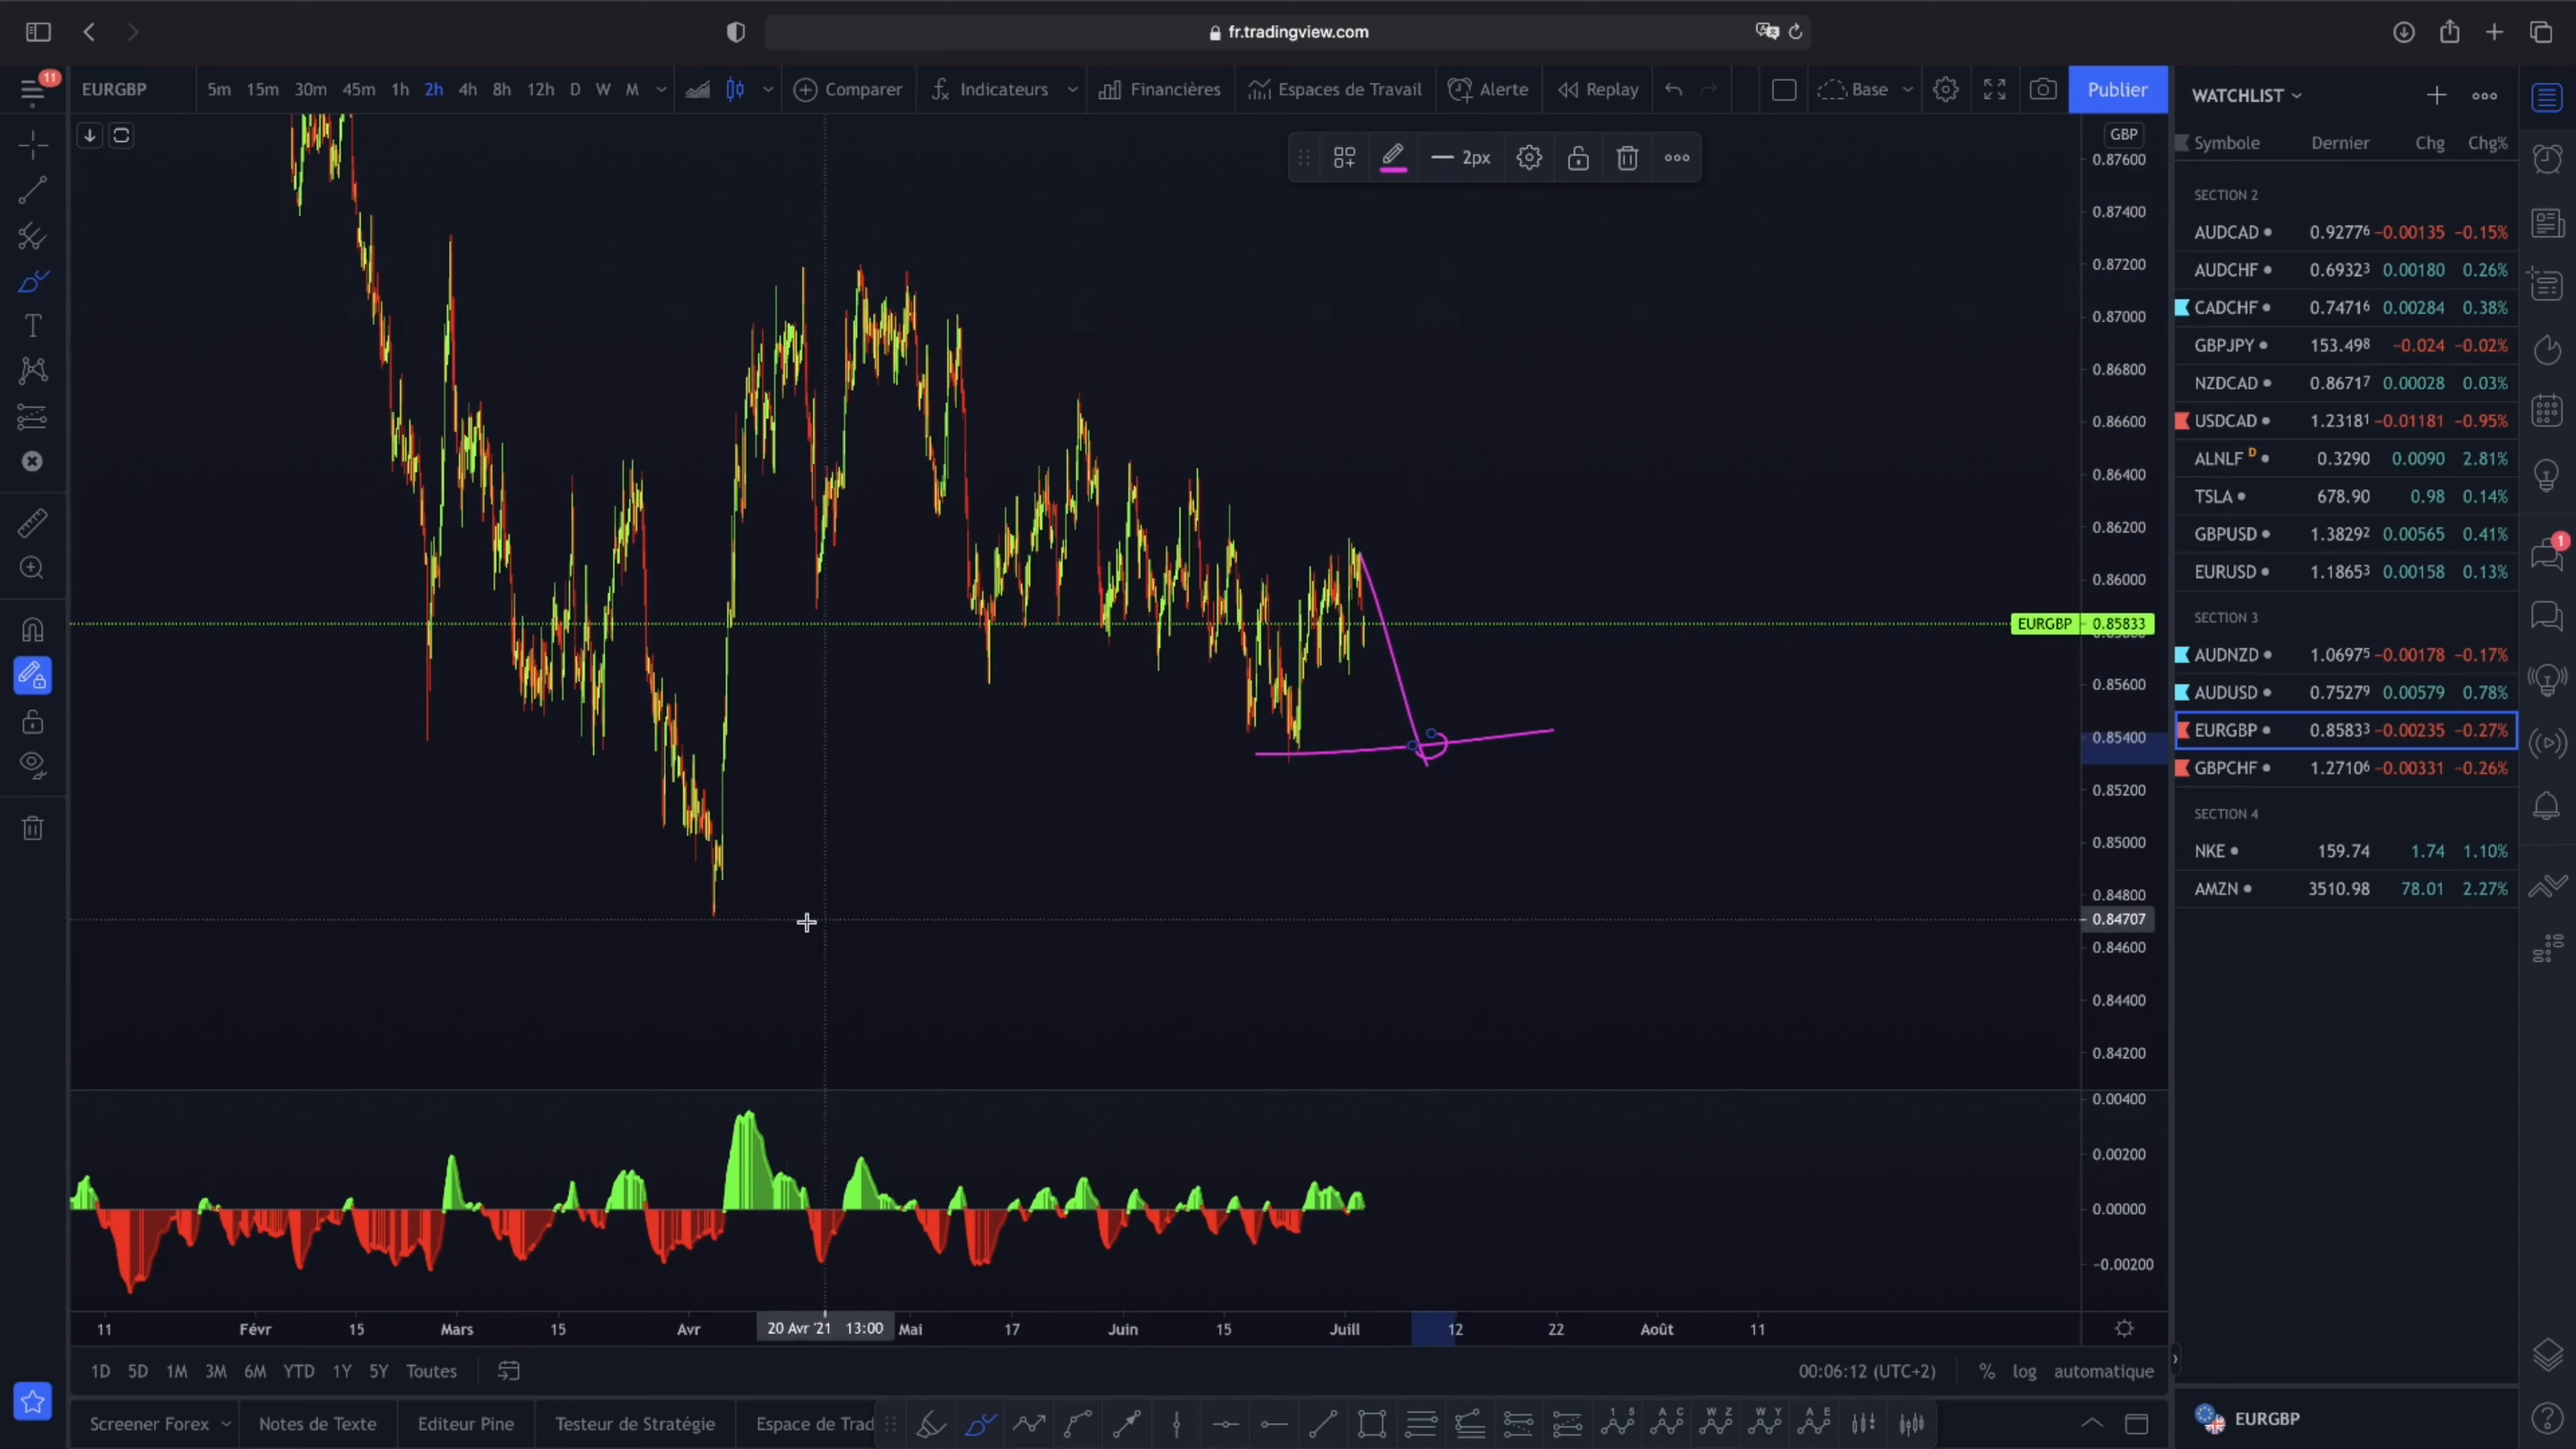 fr.tradingview.com
11
EURGBP 5m 15m 30m 45m 1h 2h 4h 8h 12h D W M Comparer Indicateurs Financières Espaces de Travail Alerte Replay Base Publier
WATCHLIST
Symbole Dernier Chg Chg%
SECTION 2
AUDCAD 0.92776 −0.00135 −0.15%
AUDCHF 0.69323 0.00180 0.26%
CADCHF 0.74716 0.00284 0.38%
GBPJPY 153.498 −0.024 −0.02%
NZDCAD 0.86717 0.00028 0.03%
USDCAD 1.23181 −0.01181 −0.95%
ALNLF D 0.3290 0.0090 2.81%
TSLA 678.90 0.98 0.14%
GBPUSD 1.38292 0.00565 0.41%
EURUSD 1.18653 0.00158 0.13%
SECTION 3
AUDNZD 1.06975 −0.00178 −0.17%
AUDUSD 0.75279 0.00579 0.78%
EURGBP 0.85833 −0.00235 −0.27%
GBPCHF 1.27106 −0.00331 −0.26%
SECTION 4
NKE 159.74 1.74 1.10%
AMZN 3510.98 78.01 2.27%
1
EURGBP
2px
T
GBP
0.87600
0.87400
0.87200
0.87000
0.86800
0.86600
0.86400
0.86200
0.86000
EURGBP 0.85833
0.85600
0.85400
0.85200
0.85000
0.84800
0.84707
0.84600
0.84400
0.84200
0.00400
0.00200
0.00000
−0.00200
11 Févr 15 Mars 15 Avr 20 Avr '21 13:00 Mai 17 Juin 15 Juill 12 22 Août 11
1D 5D 1M 3M 6M YTD 1Y 5Y Toutes 00:06:12 (UTC+2) % log automatique
Screener Forex Notes de Texte Editeur Pine Testeur de Stratégie Espace de Trad
1 5 A C W Z W Y A E